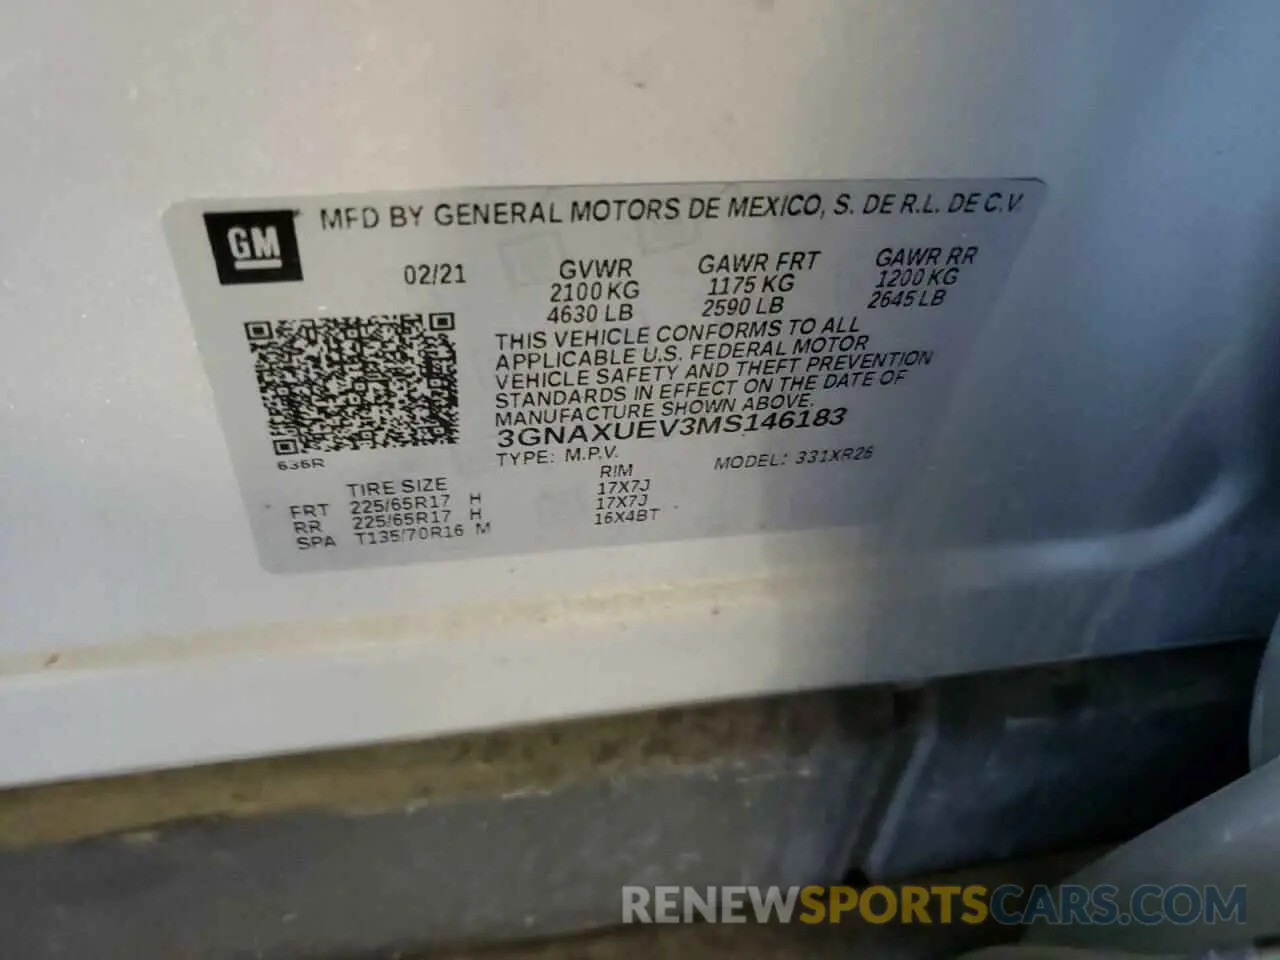 GM
MFD BY GENERAL MOTORS DE MEXICO, S. DE R.L. DE C.V.
02/21 GVWR GAWR FRT GAWR RR
2100 KG 1175 KG 1200 KG
4630 LB 2590 LB 2645 LB
THIS VEHICLE CONFORMS TO ALL
APPLICABLE U.S. FEDERAL MOTOR
VEHICLE SAFETY AND THEFT PREVENTION
STANDARDS IN EFFECT ON THE DATE OF
MANUFACTURE SHOWN ABOVE.
3GNAXUEV3MS146183
636R TYPE: M.P.V. MODEL: 331XR26
TIRE SIZE RIM
FRT 225/65R17 H 17X7J
RR 225/65R17 H 17X7J
SPA T135/70R16 M 16X4BT
RENEWSPORTSCARS.COM